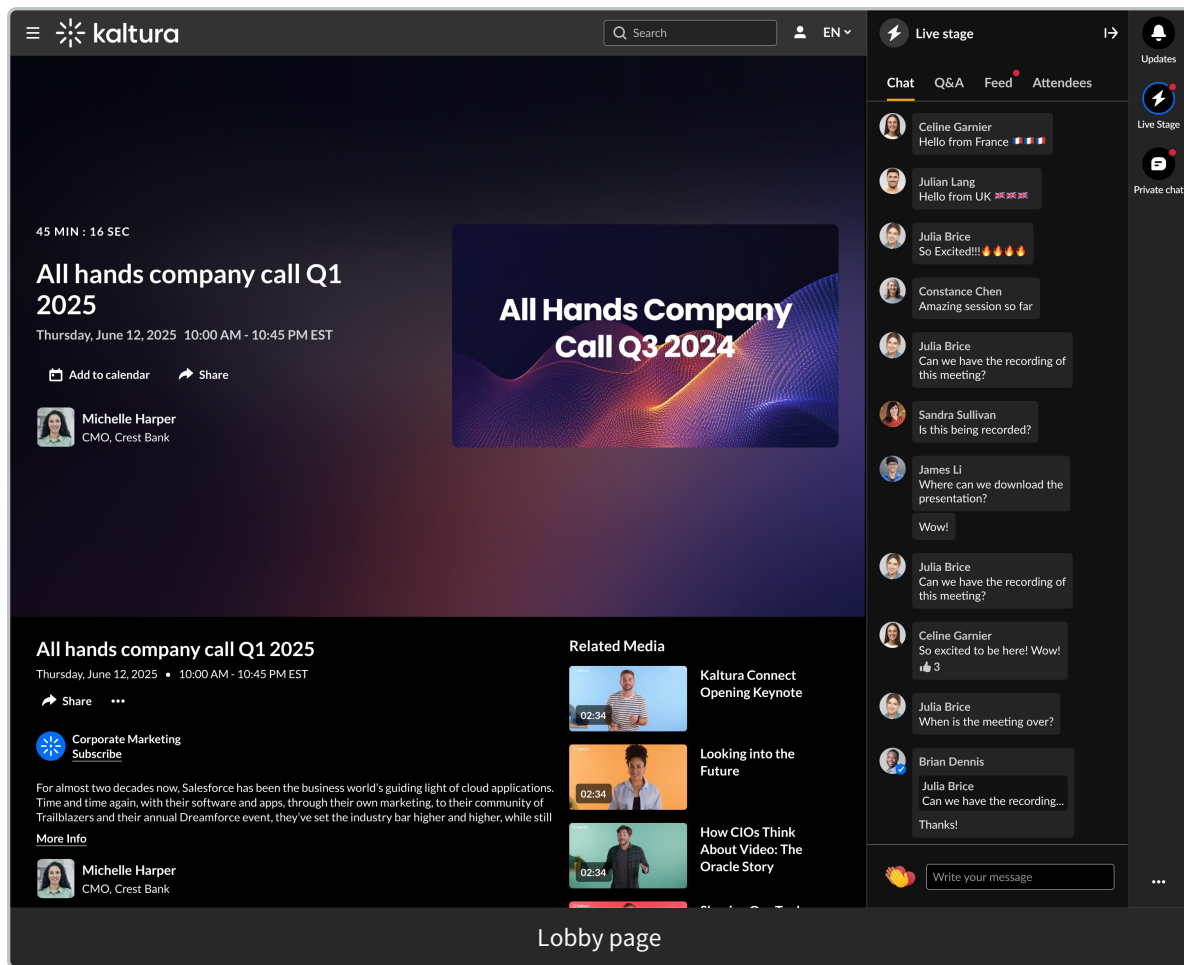 kaltura
Search
EN
45 MIN : 16 SEC
All hands company call Q1
2025
Thursday, June 12, 2025 10:00 AM - 10:45 PM EST
Add to calendar
Share
Michelle Harper
CMO, Crest Bank
All Hands Company
Call Q3 2024
All hands company call Q1 2025
Thursday, June 12, 2025 • 10:00 AM - 10:45 PM EST
Share
Corporate Marketing
Subscribe
For almost two decades now, Salesforce has been the business world's guiding light of cloud applications.
Time and time again, with their software and apps, through their own marketing, to their community of
Trailblazers and their annual Dreamforce event, they've set the industry bar higher and higher, while still
More Info
Michelle Harper
CMO, Crest Bank
Related Media
02:34
Kaltura Connect
Opening Keynote
02:34
Looking into the
Future
02:34
How CIOs Think
About Video: The
Oracle Story
Live stage
Chat
Q&A
Feed
Attendees
Celine Garnier
Hello from France 🇫🇷🇫🇷🇫🇷
Julian Lang
Hello from UK 🇬🇧🇬🇧🇬🇧
Julia Brice
So Excited!!!🔥🔥🔥🔥
Constance Chen
Amazing session so far
Julia Brice
Can we have the recording of
this meeting?
Sandra Sullivan
Is this being recorded?
James Li
Where can we download the
presentation?
Wow!
Julia Brice
Can we have the recording of
this meeting?
Celine Garnier
So excited to be here! Wow!
3
Julia Brice
When is the meeting over?
Brian Dennis
Julia Brice
Can we have the recording...
Thanks!
Write your message
Updates
Live Stage
Private chat
Lobby page